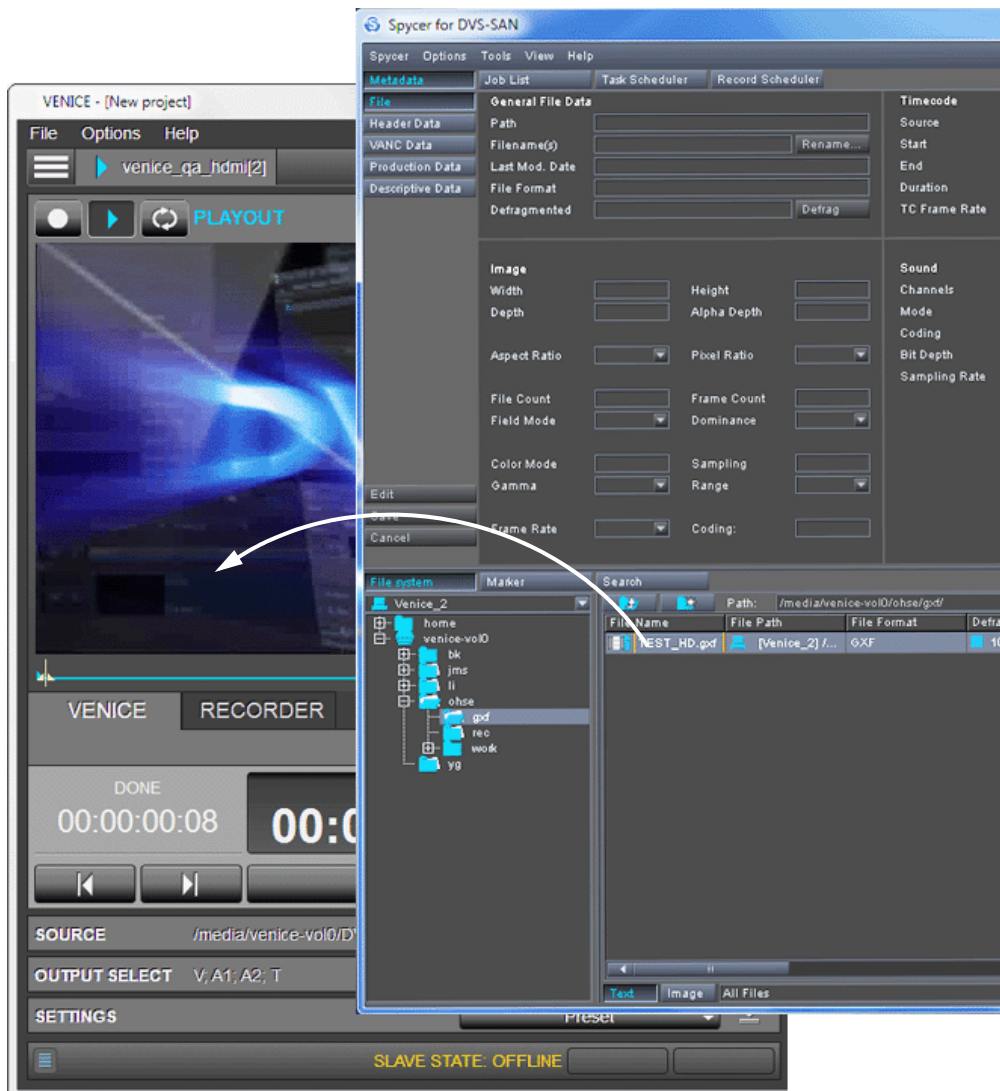 Spycer for DVS-SAN
Spycer Options Tools View Help
Metadata Job List Task Scheduler Record Scheduler
File
Header Data
VANC Data
Production Data
Descriptive Data
General File Data
Path
Filename(s) Rename...
Last Mod. Date
File Format
Defragmented Defrag
Timecode
Source
Start
End
Duration
TC Frame Rate
Image
Width Height
Depth Alpha Depth
Aspect Ratio Pixel Ratio
File Count Frame Count
Field Mode Dominance
Color Mode Sampling
Gamma Range
Frame Rate Coding:
Sound
Channels
Mode
Coding
Bit Depth
Sampling Rate
Edit
Save
Cancel
File system Marker Search
Venice_2
Path: /media/venice-vol0/ohse/gxf/
home
venice-vol0
bk
jms
li
ohse
gxf
rec
work
yg
File Name File Path File Format Defra
TEST_HD.gxf [Venice_2] /... GXF 10
Text Image All Files
VENICE - [New project]
File Options Help
venice_qa_hdmi[2]
PLAYOUT
VENICE RECORDER
DONE
00:00:00:08
00:0
SOURCE /media/venice-vol0/D
OUTPUT SELECT V; A1; A2; T
SETTINGS Preset
SLAVE STATE: OFFLINE